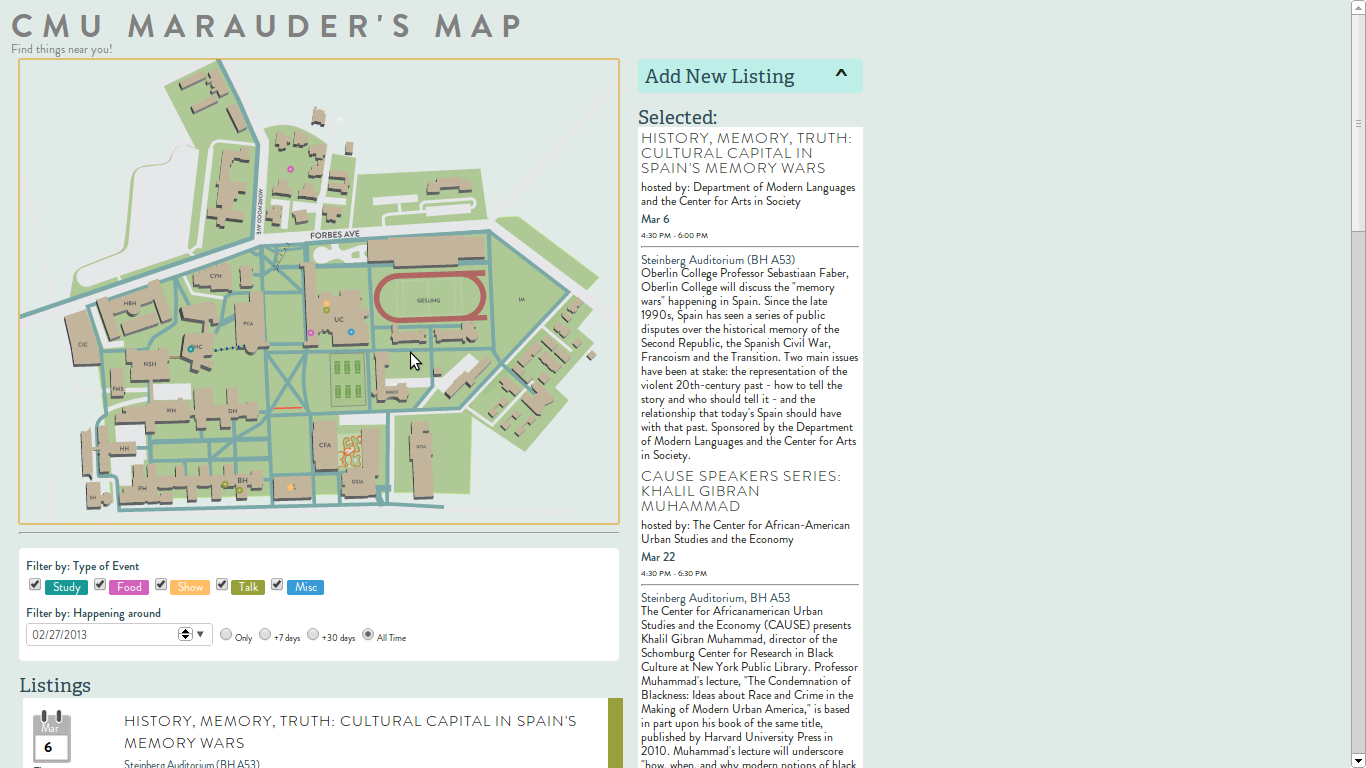 CMU MARAUDER'S MAP
Find things near you!
HOMEWOOD AVE
FORBES AVE
CYH
GESLING
IM
HRH
UC
PCA
CIC
NSH
FMS
WH
DH
CFA
GYM
HH
BH
PH
GSIA
SH
Filter by: Type of Event
Study Food Show Talk Misc
Filter by: Happening around
02/27/2013 Only +7 days +30 days All Time
Listings
Mar
6
HISTORY, MEMORY, TRUTH: CULTURAL CAPITAL IN SPAIN'S
MEMORY WARS
Steinberg Auditorium (BH A53)
Add New Listing ^
Selected:
HISTORY, MEMORY, TRUTH:
CULTURAL CAPITAL IN
SPAIN'S MEMORY WARS
hosted by: Department of Modern Languages
and the Center for Arts in Society
Mar 6
4:30 PM - 6:00 PM
Steinberg Auditorium (BH A53)
Oberlin College Professor Sebastiaan Faber,
Oberlin College will discuss the "memory
wars" happening in Spain. Since the late
1990s, Spain has seen a series of public
disputes over the historical memory of the
Second Republic, the Spanish Civil War,
Francoism and the Transition. Two main issues
have been at stake: the representation of the
violent 20th-century past - how to tell the
story and who should tell it - and the
relationship that today's Spain should have
with that past. Sponsored by the Department
of Modern Languages and the Center for Arts
in Society.
CAUSE SPEAKERS SERIES:
KHALIL GIBRAN
MUHAMMAD
hosted by: The Center for African-American
Urban Studies and the Economy
Mar 22
4:30 PM - 6:30 PM
Steinberg Auditorium, BH A53
The Center for Africanamerican Urban
Studies and the Economy (CAUSE) presents
Khalil Gibran Muhammad, director of the
Schomburg Center for Research in Black
Culture at New York Public Library. Professor
Muhammad's lecture, "The Condemnation of
Blackness: Ideas about Race and Crime in the
Making of Modern Urban America," is based
in part upon his book of the same title,
published by Harvard University Press in
2010. Muhammad's lecture will underscore
"how, when, and why modern notions of black